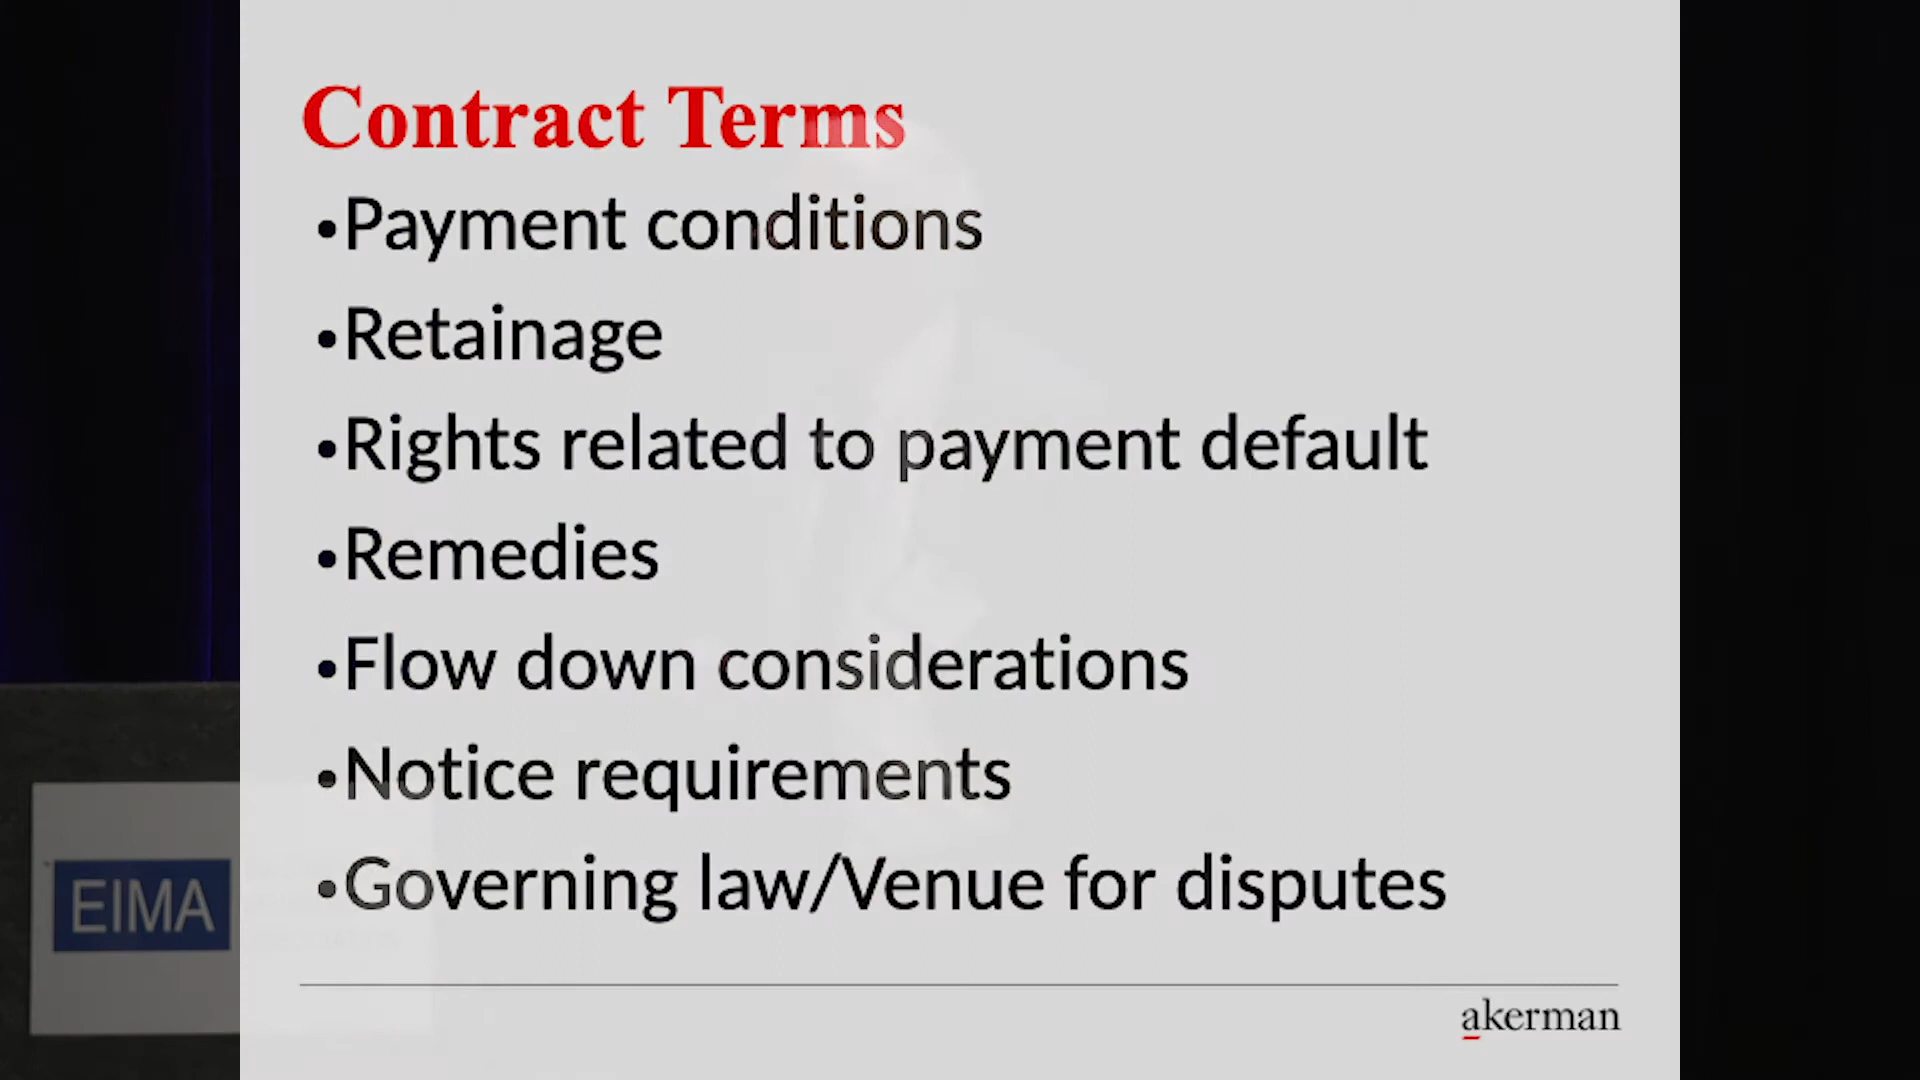 Contract Terms
•Payment conditions
•Retainage
•Rights related to payment default
•Remedies
•Flow down considerations
•Notice requirements
•Governing law/Venue for disputes
EIMA
akerman